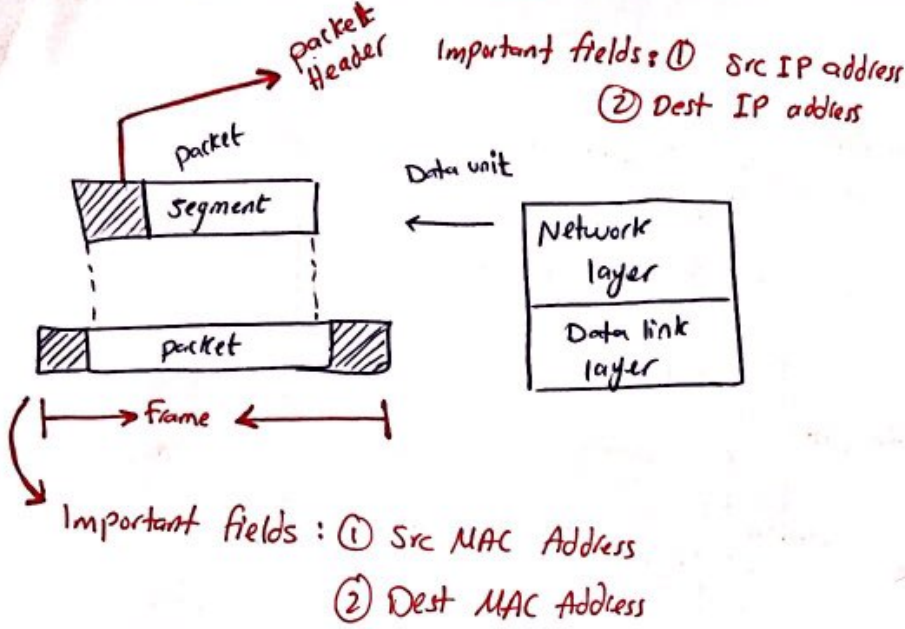 packet
Header
Important fields: ① Src IP address
② Dest IP address
packet
Data unit
segment
Network
layer
packet
Data link
layer
Frame
Important fields : ① Src MAC Address
② Dest MAC Address